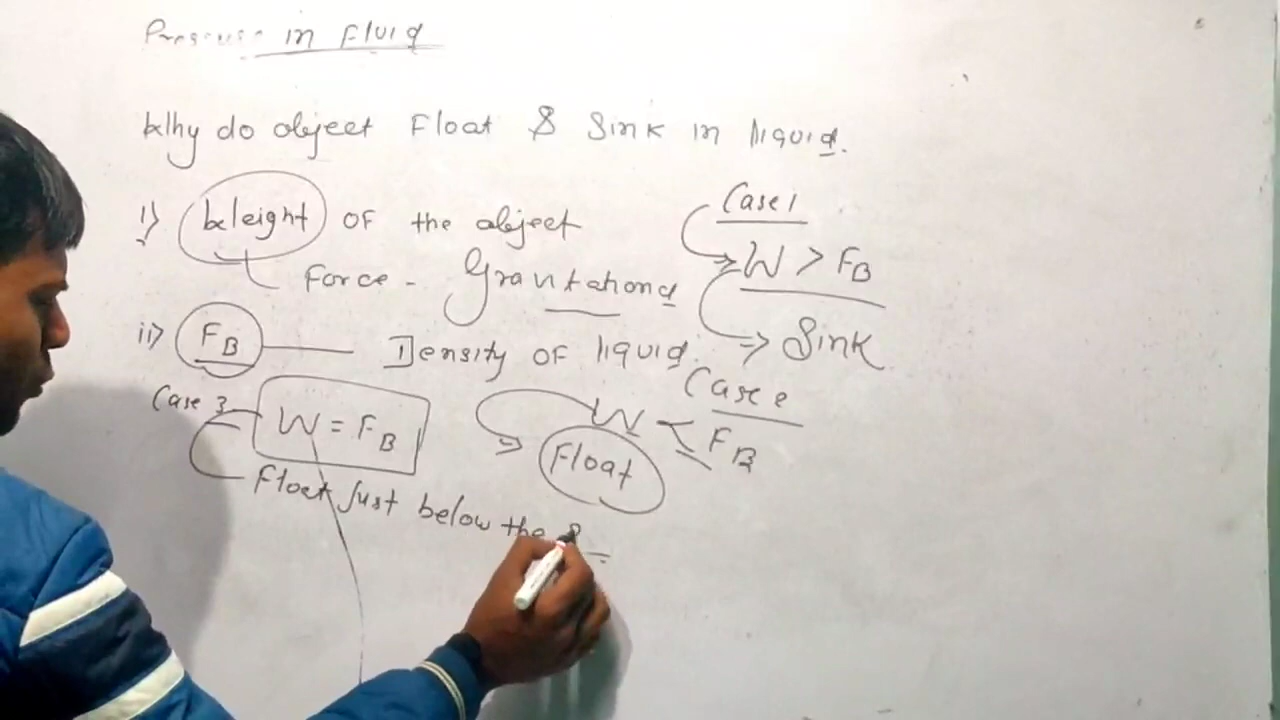 Pressure in Fluid
Why do object Float & Sink in liquid.
i) Weight of the object
Force - Gravitational
ii) FB — Density of liquid.
Case 1
W > FB
Sink
Case 2
W < FB
Float
Case 3
W = FB
Float Just below the